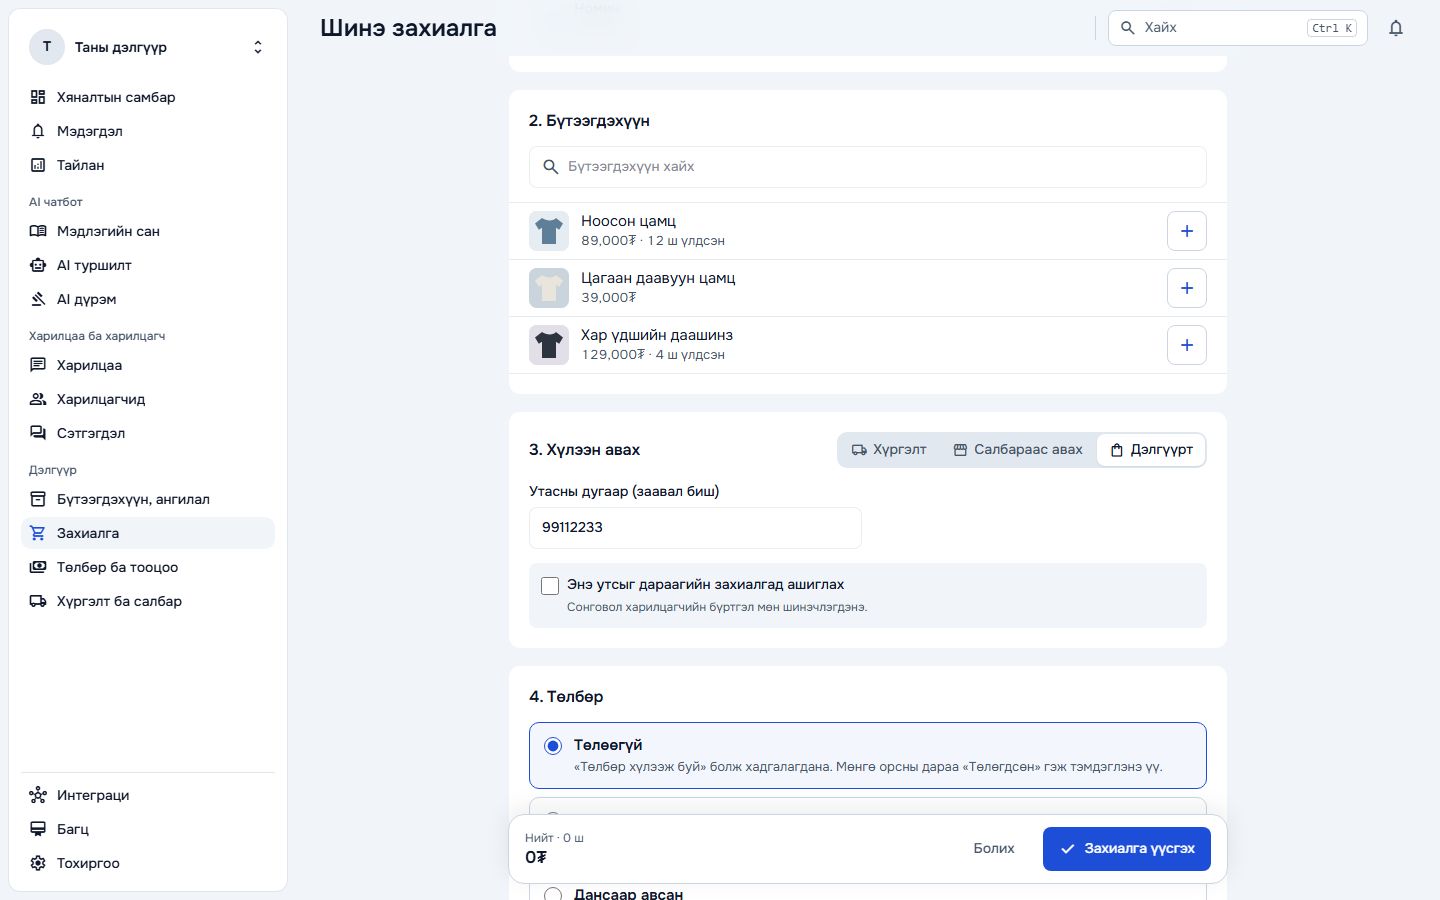 Т
Таны дэлгүүр
Хяналтын самбар
Мэдэгдэл
Тайлан
AI чатбот
Мэдлэгийн сан
AI туршилт
AI дүрэм
Харилцаа ба харилцагч
Харилцаа
Харилцагчид
Сэтгэгдэл
Дэлгүүр
Бүтээгдэхүүн, ангилал
Захиалга
Төлбөр ба тооцоо
Хүргэлт ба салбар
Интеграци
Багц
Тохиргоо
Шинэ захиалга
Хайх
Ctrl K
2. Бүтээгдэхүүн
Бүтээгдэхүүн хайх
Ноосон цамц
89,000₮ · 12 ш үлдсэн
Цагаан даавуун цамц
39,000₮
Хар үдшийн даашинз
129,000₮ · 4 ш үлдсэн
3. Хүлээн авах
Хүргэлт
Салбараас авах
Дэлгүүрт
Утасны дугаар (заавал биш)
99112233
Энэ утсыг дараагийн захиалгад ашиглах
Сонговол харилцагчийн бүртгэл мөн шинэчлэгдэнэ.
4. Төлбөр
Төлөөгүй
«Төлбөр хүлээж буй» болж хадгалагдана. Мөнгө орсны дараа «Төлөгдсөн» гэж тэмдэглэнэ үү.
Нийт · 0 ш
0₮
Болих
Захиалга үүсгэх
Дансаар авсан